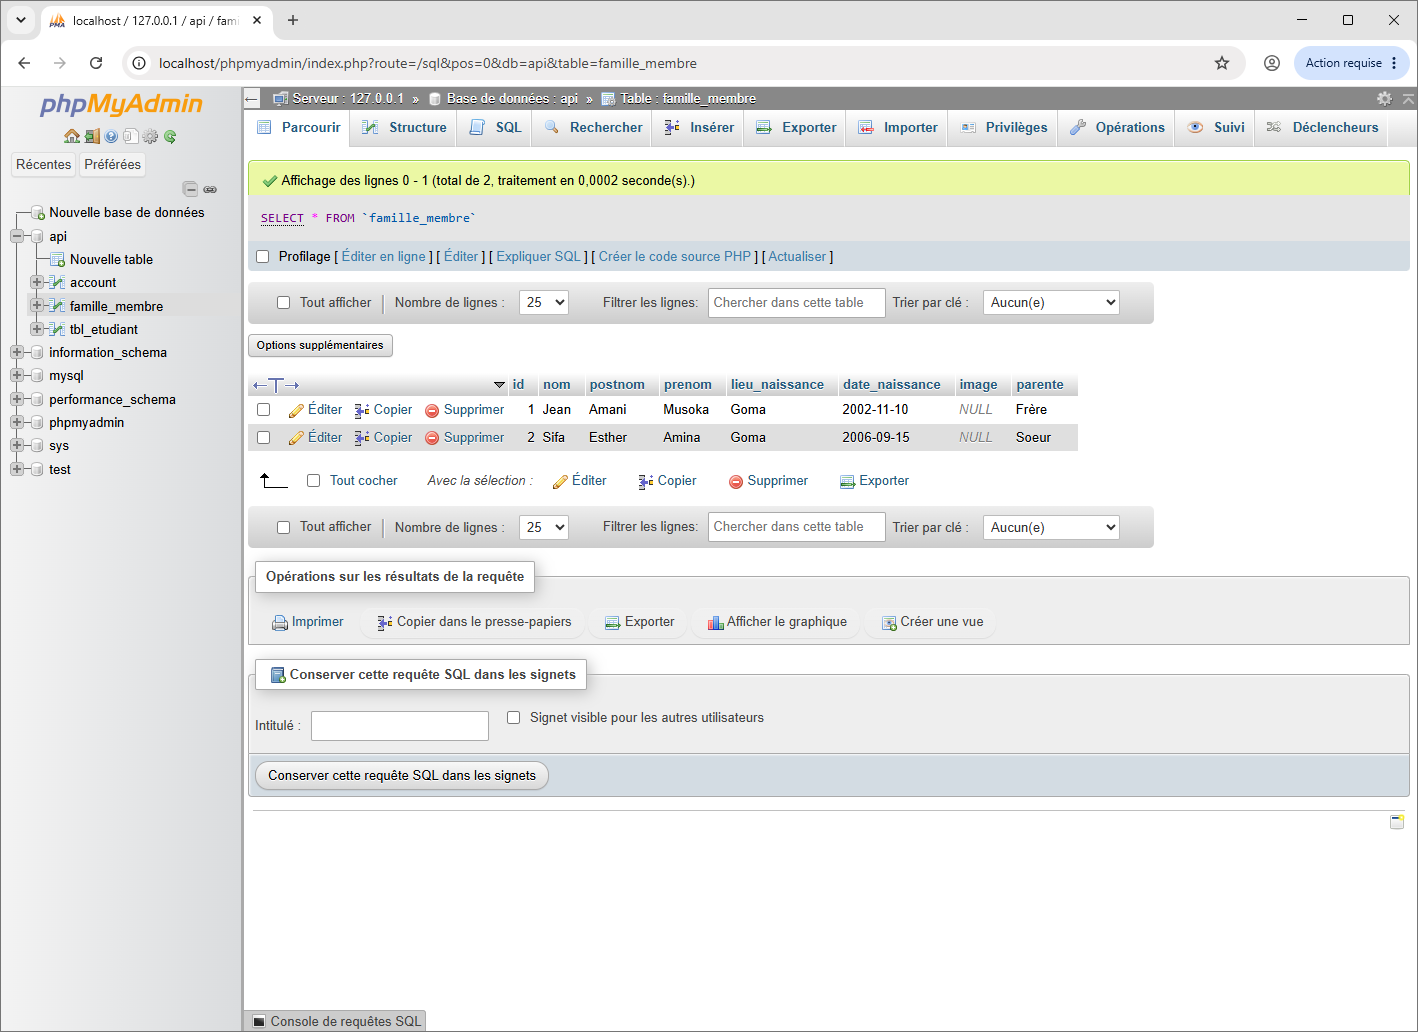 localhost / 127.0.0.1 / api / fami
localhost/phpmyadmin/index.php?route=/sql&pos=0&db=api&table=famille_membre
Action requise
phpMyAdmin
Récentes Préférées
Nouvelle base de données
api
Nouvelle table
account
famille_membre
tbl_etudiant
information_schema
mysql
performance_schema
phpmyadmin
sys
test
Serveur : 127.0.0.1 » Base de données : api » Table : famille_membre
Parcourir Structure SQL Rechercher Insérer Exporter Importer Privilèges Opérations Suivi Déclencheurs
Affichage des lignes 0 - 1 (total de 2, traitement en 0,0002 seconde(s).)
SELECT * FROM `famille_membre`
Profilage [ Éditer en ligne ] [ Éditer ] [ Expliquer SQL ] [ Créer le code source PHP ] [ Actualiser ]
Tout afficher Nombre de lignes : 25 Filtrer les lignes: Chercher dans cette table Trier par clé : Aucun(e)
Options supplémentaires
←T→ id nom postnom prenom lieu_naissance date_naissance image parente
Éditer Copier Supprimer 1 Jean Amani Musoka Goma 2002-11-10 NULL Frère
Éditer Copier Supprimer 2 Sifa Esther Amina Goma 2006-09-15 NULL Soeur
Tout cocher Avec la sélection : Éditer Copier Supprimer Exporter
Tout afficher Nombre de lignes : 25 Filtrer les lignes: Chercher dans cette table Trier par clé : Aucun(e)
Opérations sur les résultats de la requête
Imprimer Copier dans le presse-papiers Exporter Afficher le graphique Créer une vue
Conserver cette requête SQL dans les signets
Intitulé : Signet visible pour les autres utilisateurs
Conserver cette requête SQL dans les signets
Console de requêtes SQL